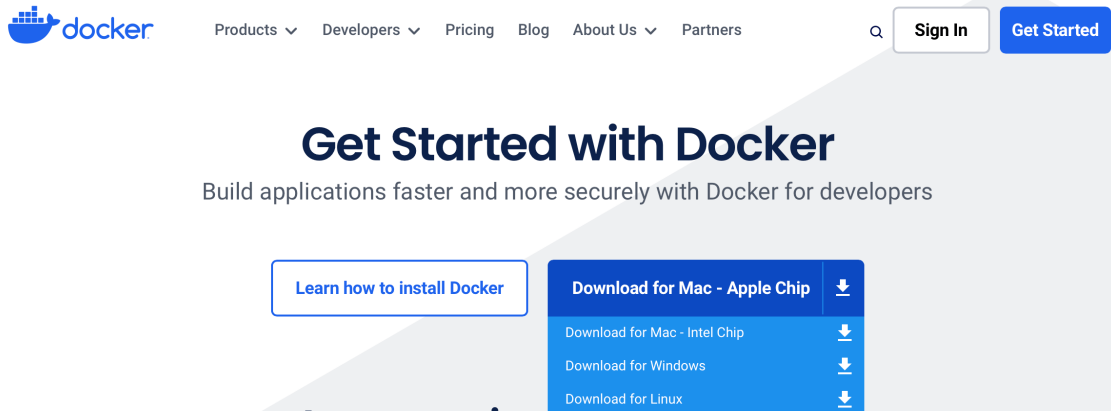 docker
Products Developers Pricing Blog About Us Partners Sign In Get Started
Get Started with Docker
Build applications faster and more securely with Docker for developers
Learn how to install Docker
Download for Mac - Apple Chip
Download for Mac - Intel Chip
Download for Windows
Download for Linux